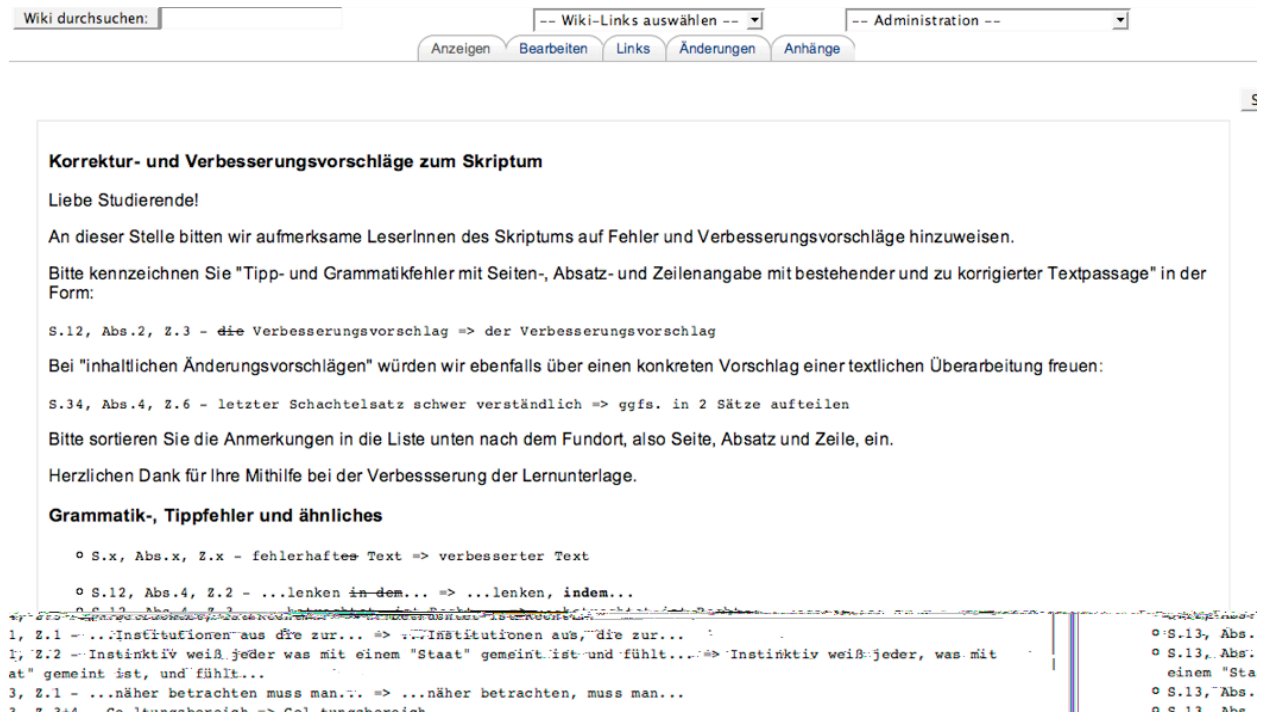 Wiki durchsuchen:
-- Wiki-Links auswählen --
-- Administration --
Anzeigen Bearbeiten Links Änderungen Anhänge
S
Korrektur- und Verbesserungsvorschläge zum Skriptum
Liebe Studierende!
An dieser Stelle bitten wir aufmerksame LeserInnen des Skriptums auf Fehler und Verbesserungsvorschläge hinzuweisen.
Bitte kennzeichnen Sie "Tipp- und Grammatikfehler mit Seiten-, Absatz- und Zeilenangabe mit bestehender und zu korrigierter Textpassage" in der
Form:
S.12, Abs.2, Z.3 - die Verbesserungsvorschlag => der Verbesserungsvorschlag
Bei "inhaltlichen Änderungsvorschlägen" würden wir ebenfalls über einen konkreten Vorschlag einer textlichen Überarbeitung freuen:
S.34, Abs.4, Z.6 - letzter Schachtelsatz schwer verständlich => ggfs. in 2 Sätze aufteilen
Bitte sortieren Sie die Anmerkungen in die Liste unten nach dem Fundort, also Seite, Absatz und Zeile, ein.
Herzlichen Dank für Ihre Mithilfe bei der Verbessserung der Lernunterlage.
Grammatik-, Tippfehler und ähnliches
S.x, Abs.x, Z.x - fehlerhaftes Text => verbesserter Text
S.12, Abs.4, Z.2 - ...lenken in dem... => ...lenken, indem...
1, Z.1 - ...Institutionen aus die zur... => ...Institutionen aus, die zur...
S.13, Abs.
1, Z.2 - Instinktiv weiß jeder was mit einem "Staat" gemeint ist und fühlt... => Instinktiv weiß jeder, was mit
S.13, Abs.
at" gemeint ist, und fühlt...
einem "Sta
3, Z.1 - ...näher betrachten muss man... => ...näher betrachten, muss man...
S.13, Abs.